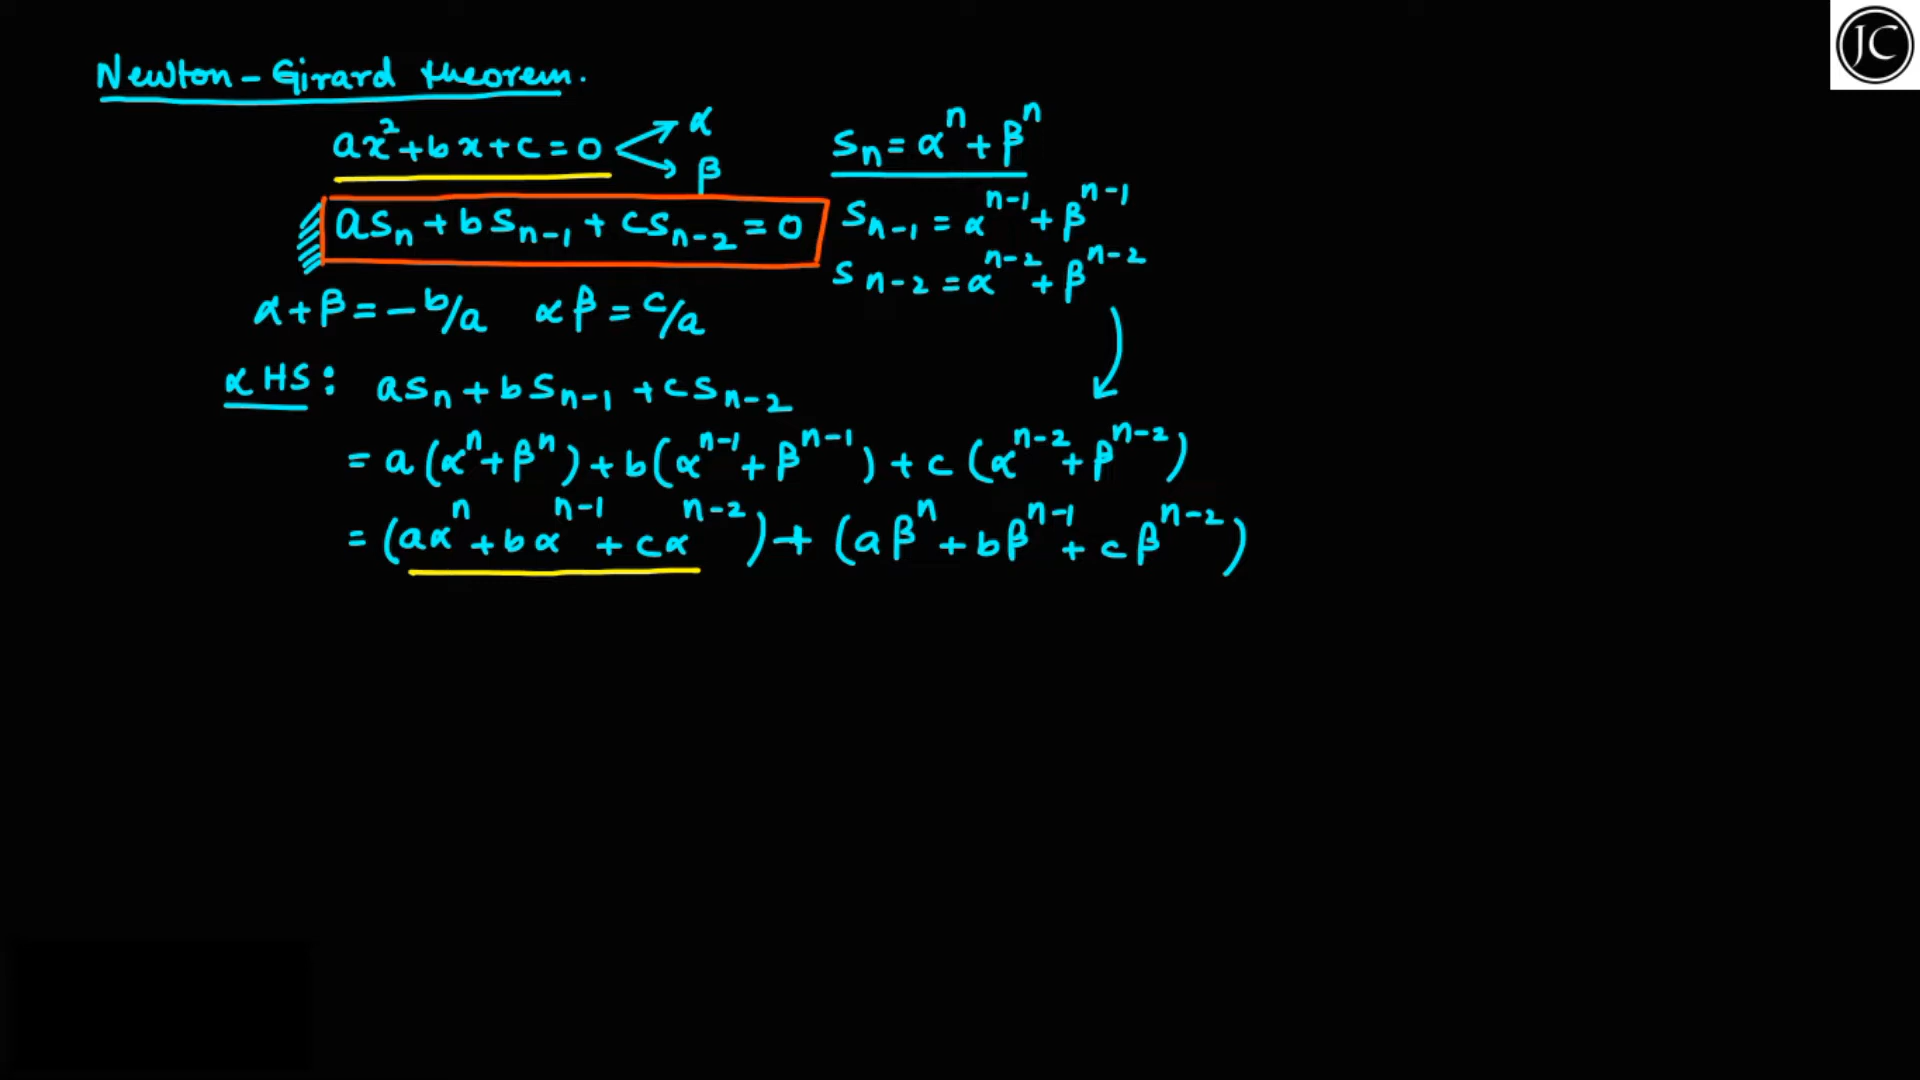 JC
Newton - Girard theorem.
ax² + bx + c = 0 α β
Sₙ = αⁿ + βⁿ
aSₙ + bSₙ₋₁ + cSₙ₋₂ = 0
Sₙ₋₁ = αⁿ⁻¹ + βⁿ⁻¹
Sₙ₋₂ = αⁿ⁻² + βⁿ⁻²
α + β = -b/a αβ = c/a
αHS : aSₙ + bSₙ₋₁ + cSₙ₋₂
= a(αⁿ + βⁿ) + b(αⁿ⁻¹ + βⁿ⁻¹) + c(αⁿ⁻² + βⁿ⁻²)
= (aαⁿ + bαⁿ⁻¹ + cαⁿ⁻²) + (aβⁿ + bβⁿ⁻¹ + cβⁿ⁻²)